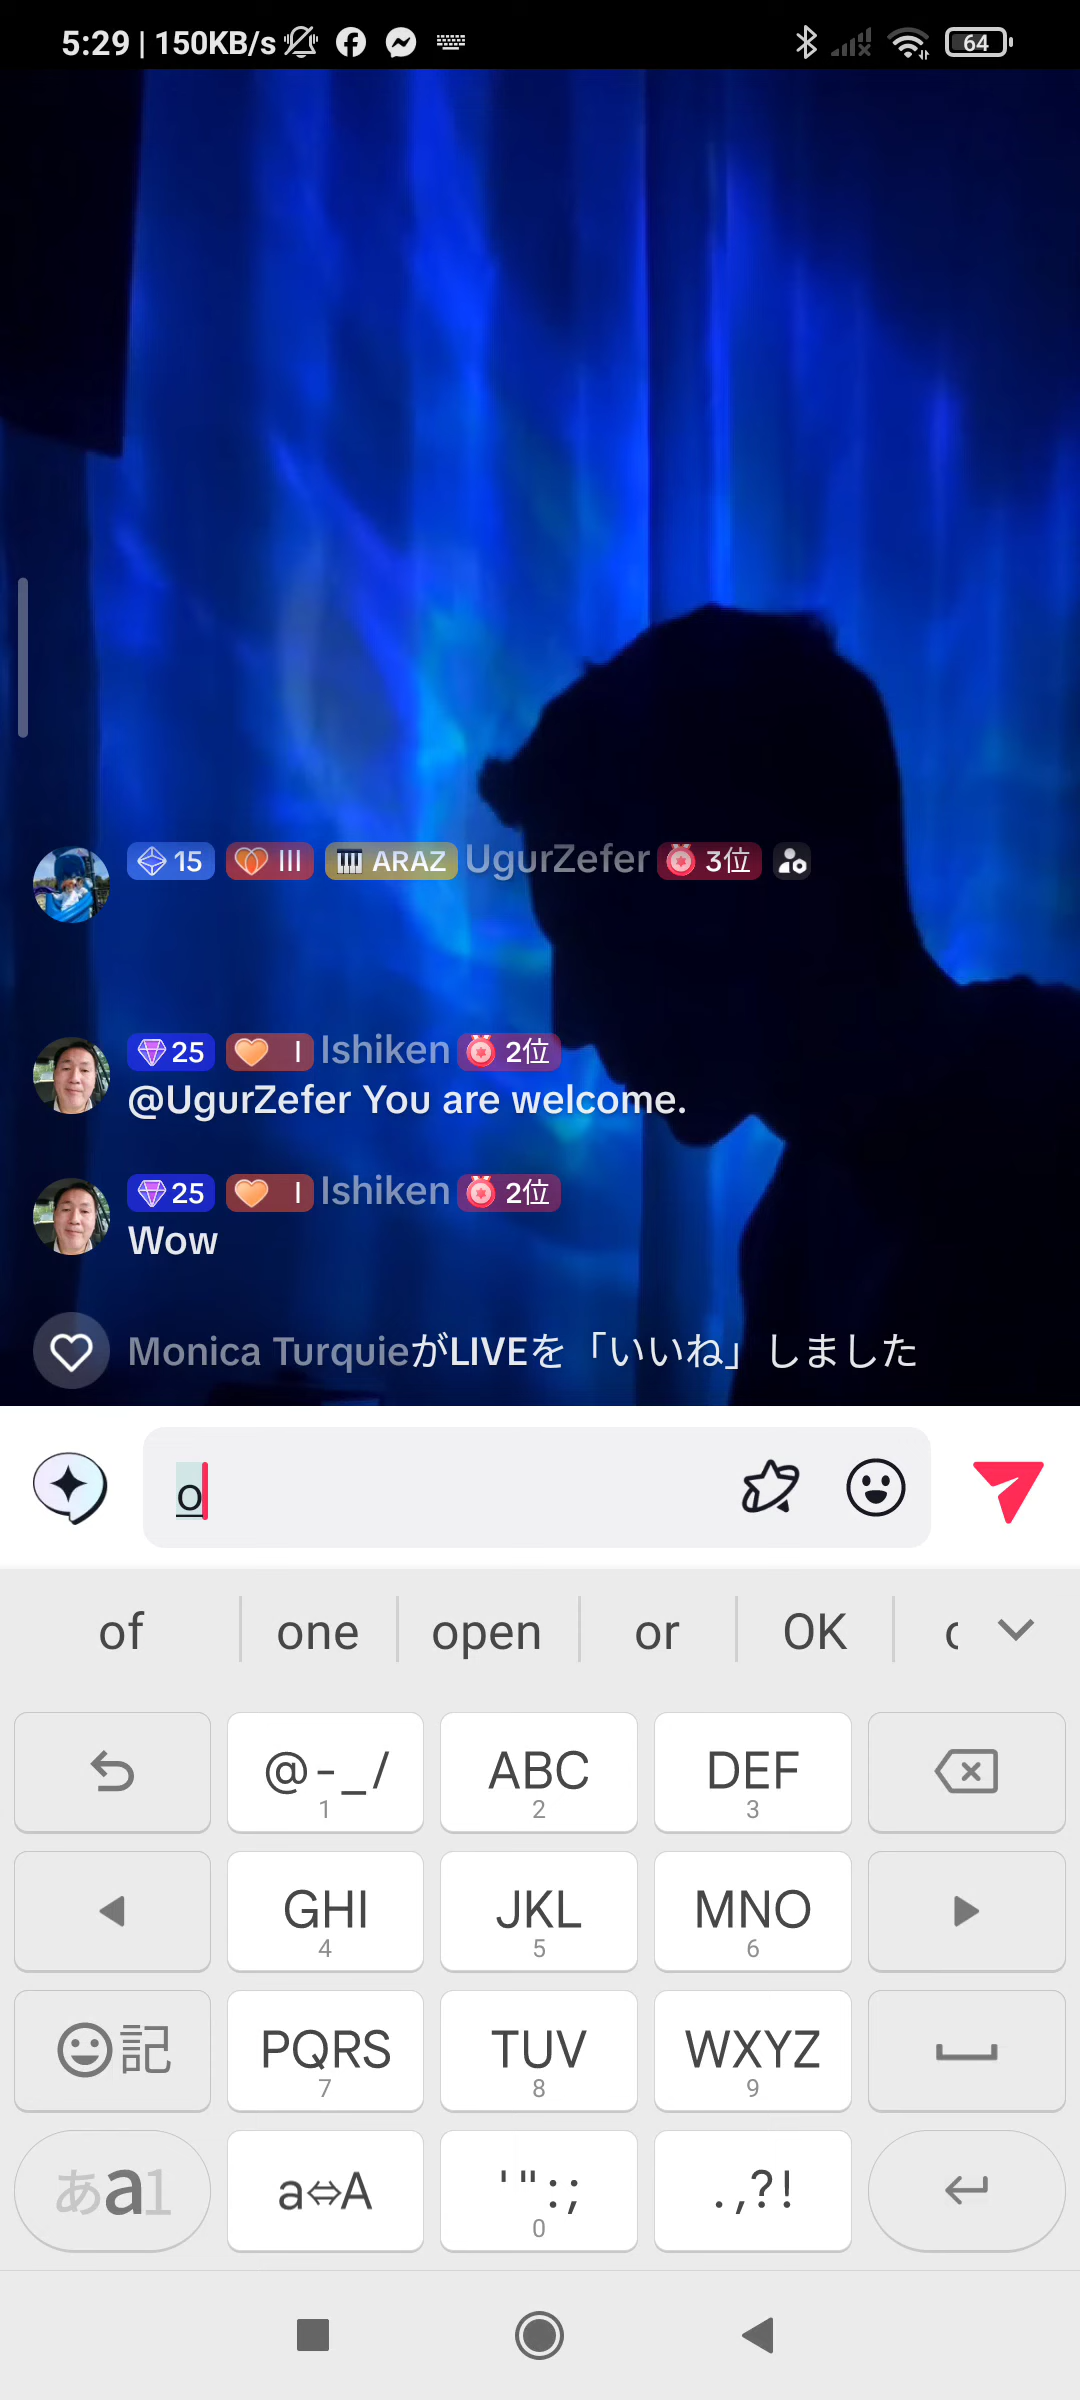 5:29 | 150KB/s 64
15 III ARAZ UgurZefer 3位
25 I Ishiken 2位
@UgurZefer You are welcome.
25 I Ishiken 2位
Wow
Monica TurquieがLIVEを「いいね」しました
o
of one open or OK
@-_/ ABC DEF
1 2 3
GHI JKL MNO
4 5 6
記 PQRS TUV WXYZ
7 8 9
あa1 a⇔A '":; .,?!
0